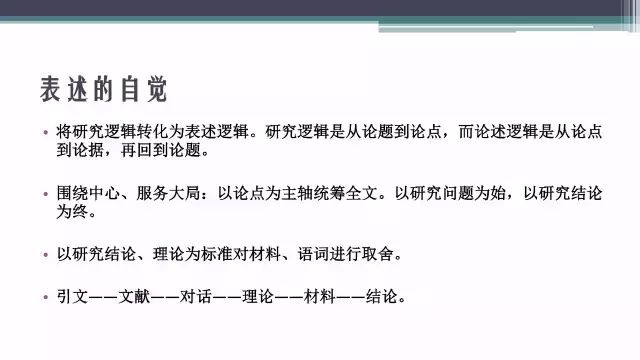 表述的自觉
• 将研究逻辑转化为表述逻辑。研究逻辑是从论题到论点，而论述逻辑是从论点
到论据，再回到论题。
• 围绕中心、服务大局：以论点为主轴统筹全文。以研究问题为始，以研究结论
为终。
• 以研究结论、理论为标准对材料、语词进行取舍。
• 引文——文献——对话——理论——材料——结论。